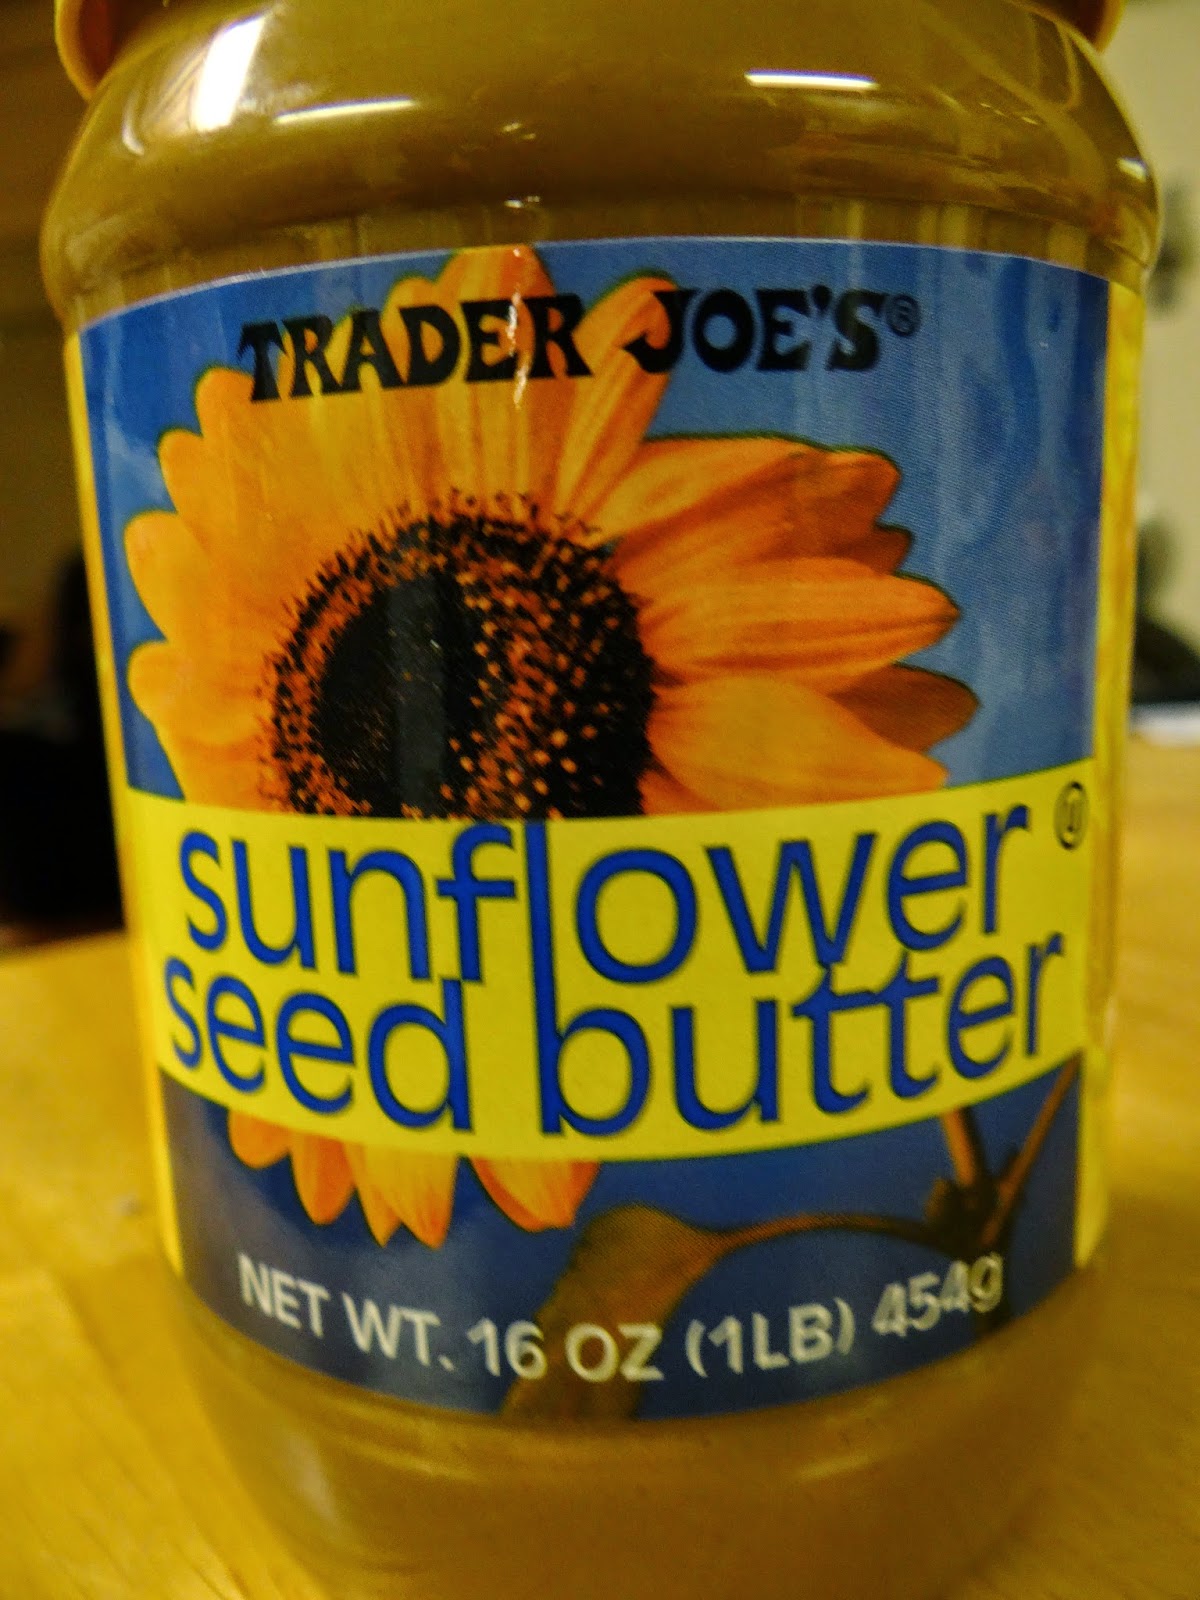 TRADER JOE'S®
sunflower Ⓤ
seed butter
NET WT. 16 OZ (1LB) 454g